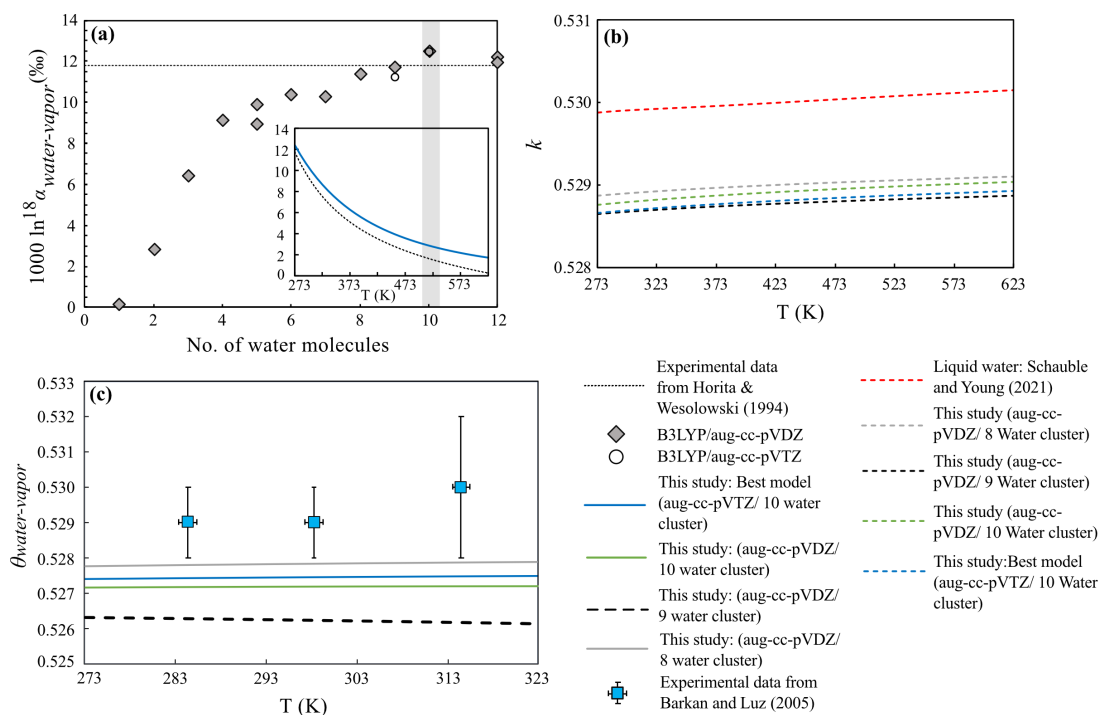 (a)
14
12
10
8
6
4
2
0
1000 ln¹⁸α water-vapor (‰)
0 2 4 6 8 10 12
No. of water molecules
14
12
10
8
6
4
2
0
273 373 473 573
T (K)
(b)
0.531
0.530
0.529
0.528
k
273 323 373 423 473 523 573 623
T (K)
(c)
0.533
0.532
0.531
0.530
0.529
0.528
0.527
0.526
0.525
θwater-vapor
273 283 293 303 313 323
T (K)
Experimental data
from Horita &
Wesolowski (1994)
B3LYP/aug-cc-pVDZ
B3LYP/aug-cc-pVTZ
This study: Best model
(aug-cc-pVTZ/ 10 water
cluster)
This study: (aug-cc-pVDZ/
10 water cluster)
This study: (aug-cc-pVDZ/
9 water cluster)
This study: (aug-cc-pVDZ/
8 water cluster)
Experimental data from
Barkan and Luz (2005)
Liquid water: Schauble
and Young (2021)
This study (aug-cc-
pVDZ/ 8 Water cluster)
This study (aug-cc-
pVDZ/ 9 Water cluster)
This study (aug-cc-
pVDZ/ 10 Water cluster)
This study:Best model
(aug-cc-pVTZ/ 10 Water
cluster)